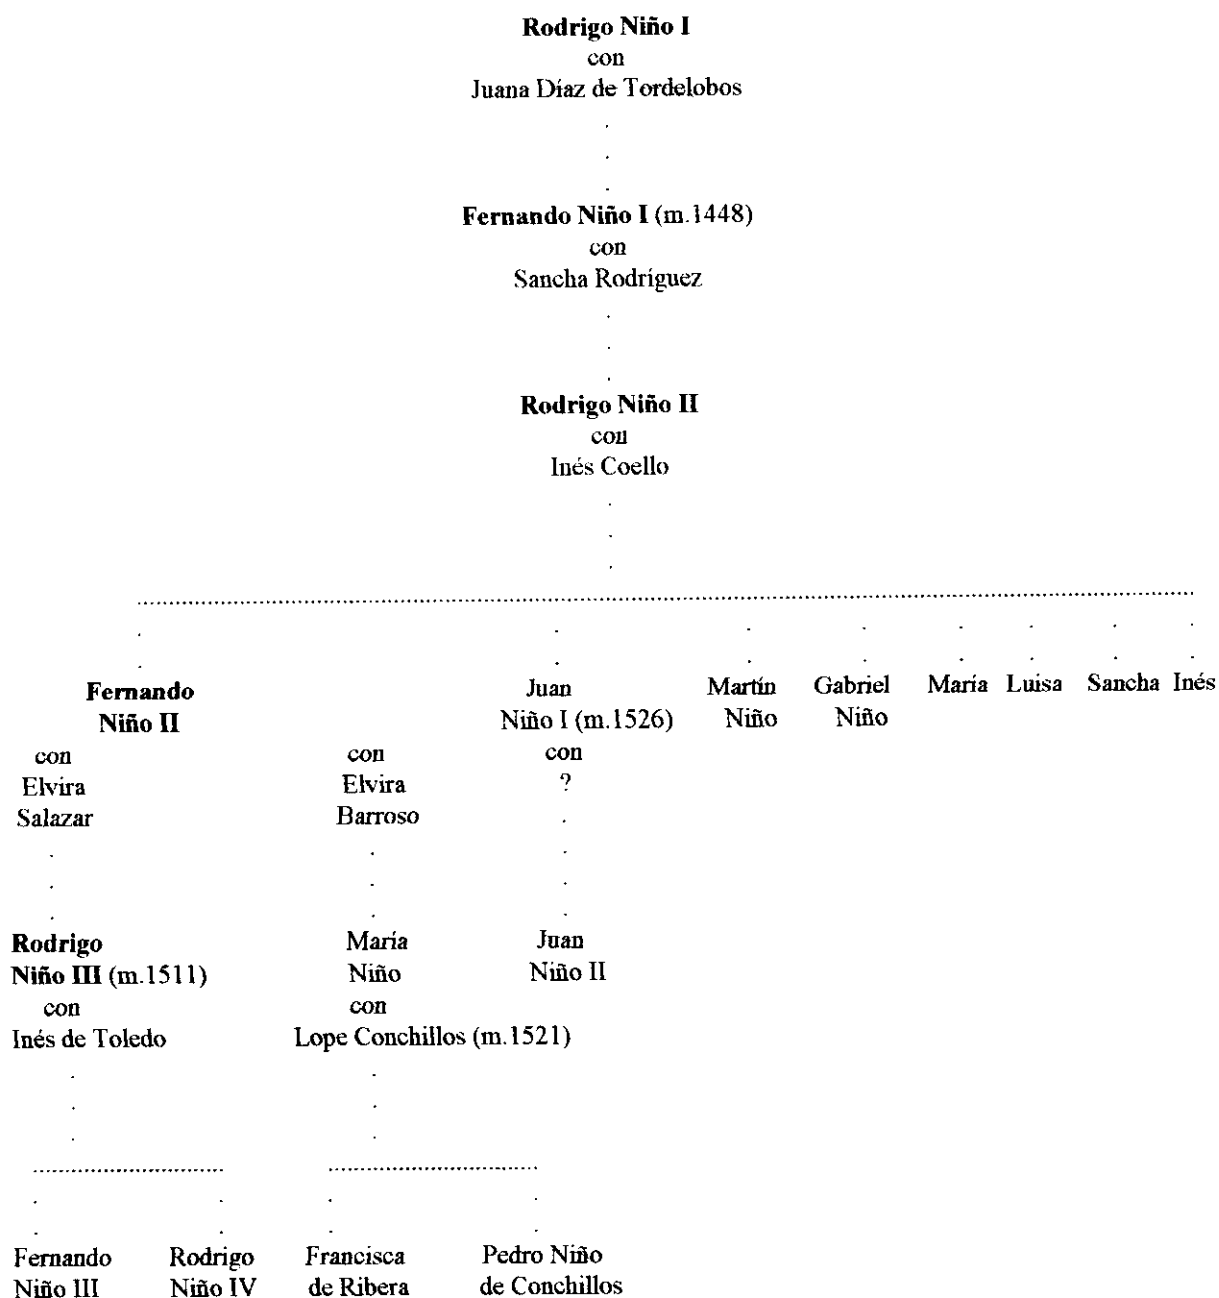 Rodrigo Niño I
con
Juana Díaz de Tordelobos
Fernando Niño I (m.1448)
con
Sancha Rodríguez
Rodrigo Niño II
con
Inés Coello
Fernando Juan Martín Gabriel María Luisa Sancha Inés
Niño II Niño I (m.1526) Niño Niño
con con con
Elvira Elvira ?
Salazar Barroso
Rodrigo María Juan
Niño III (m.1511) Niño Niño II
con con
Inés de Toledo Lope Conchillos (m.1521)
Fernando Rodrigo Francisca Pedro Niño
Niño III Niño IV de Ribera de Conchillos